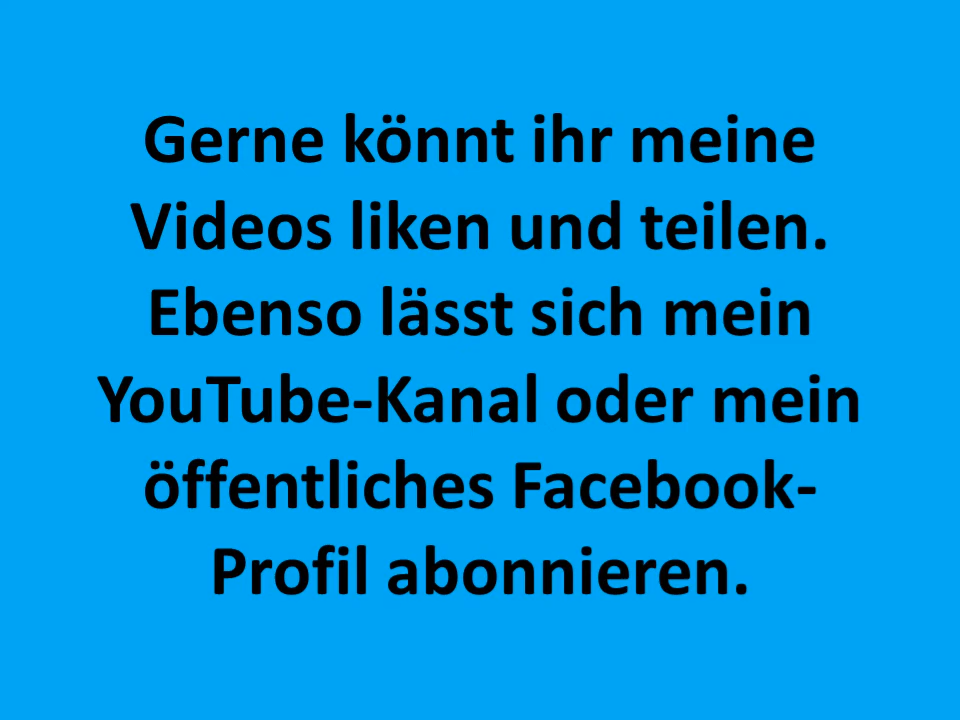 Gerne könnt ihr meine
Videos liken und teilen.
Ebenso lässt sich mein
YouTube-Kanal oder mein
öffentliches Facebook-
Profil abonnieren.